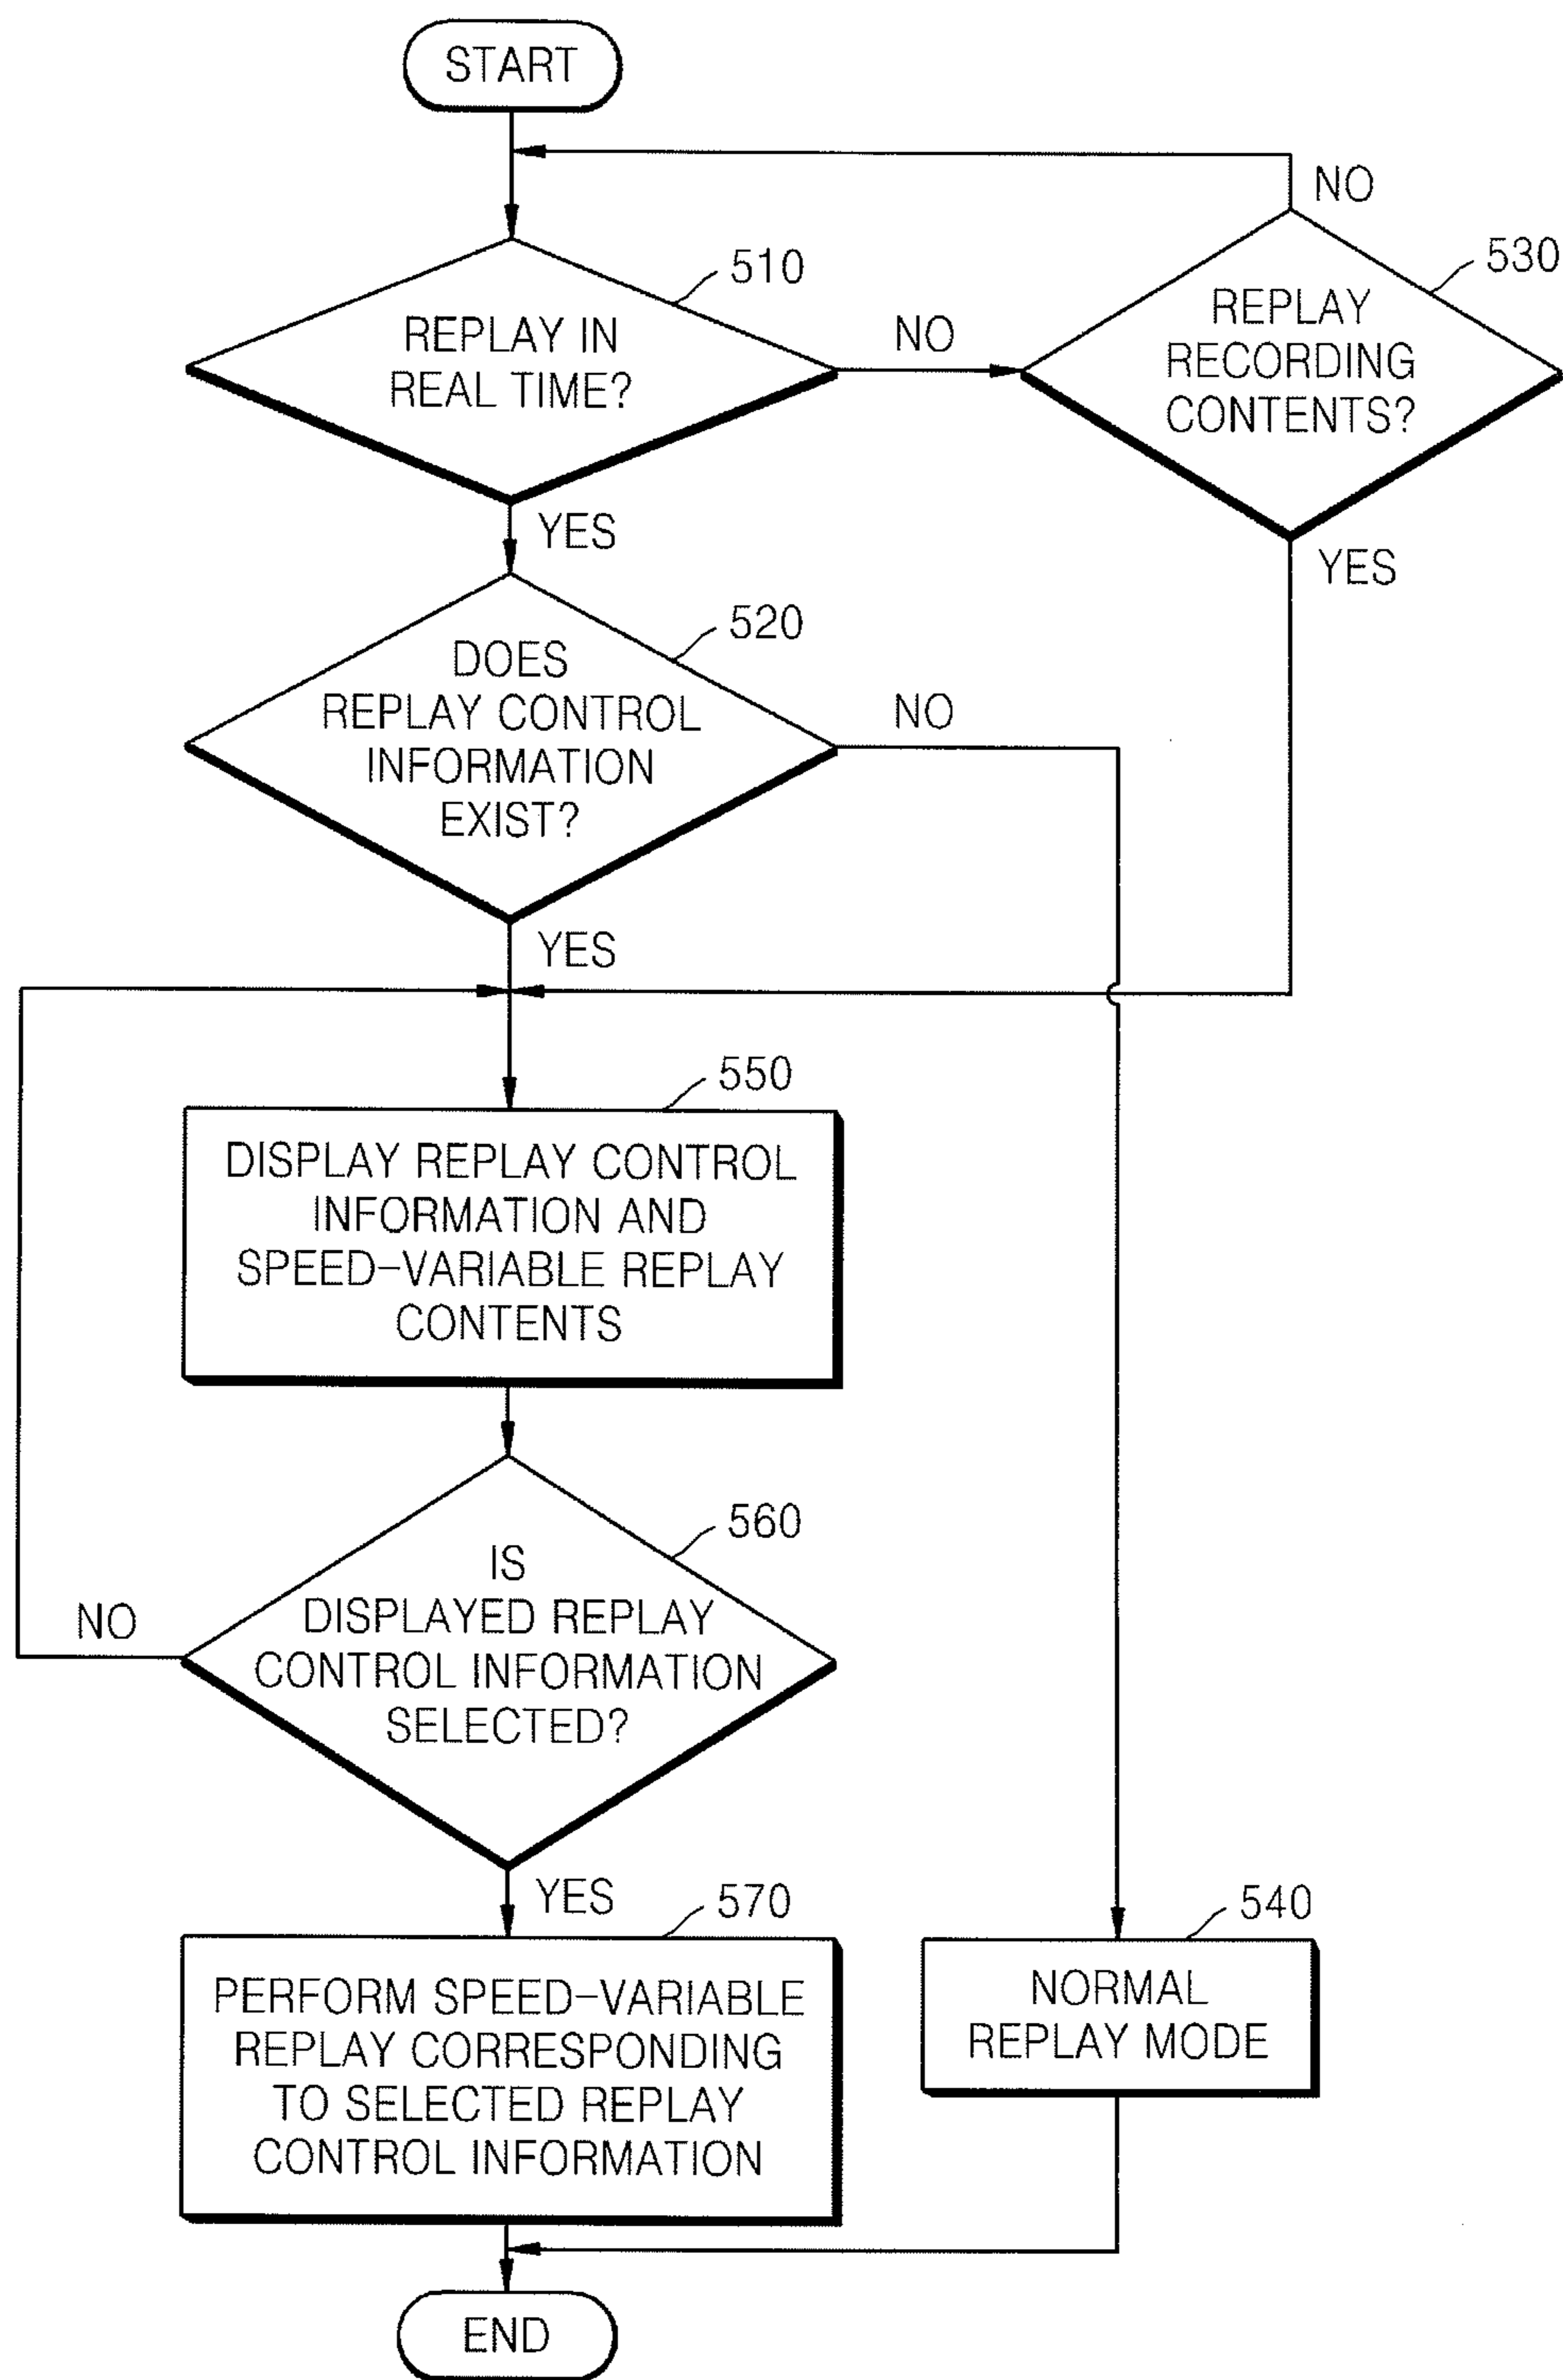 START
NO
510
530
REPLAY IN
REAL TIME?
NO
REPLAY
RECORDING
CONTENTS?
YES
YES
520
DOES
REPLAY CONTROL
INFORMATION
EXIST?
NO
YES
550
DISPLAY REPLAY CONTROL
INFORMATION AND
SPEED-VARIABLE REPLAY
CONTENTS
560
IS
DISPLAYED REPLAY
CONTROL INFORMATION
SELECTED?
NO
YES
570
540
PERFORM SPEED-VARIABLE
REPLAY CORRESPONDING
TO SELECTED REPLAY
CONTROL INFORMATION
NORMAL
REPLAY MODE
END